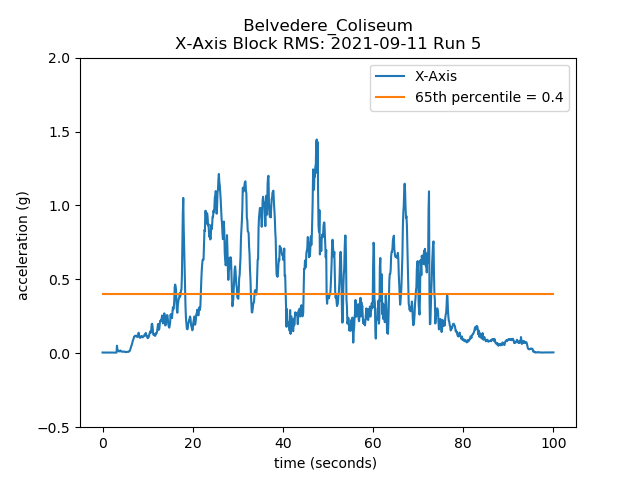 Belvedere_Coliseum
X-Axis Block RMS: 2021-09-11 Run 5
X-Axis
65th percentile = 0.4
acceleration (g)
2.0
1.5
1.0
0.5
0.0
−0.5
0 20 40 60 80 100
time (seconds)